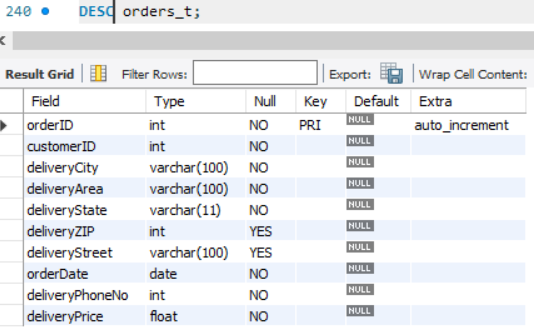 240 DESC orders_t;
Result Grid Filter Rows: Export: Wrap Cell Content:
Field Type Null Key Default Extra
orderID int NO PRI NULL auto_increment
customerID int NO NULL
deliveryCity varchar(100) NO NULL
deliveryArea varchar(100) NO NULL
deliveryState varchar(11) NO NULL
deliveryZIP int YES NULL
deliveryStreet varchar(100) YES NULL
orderDate date NO NULL
deliveryPhoneNo int NO NULL
deliveryPrice float NO NULL